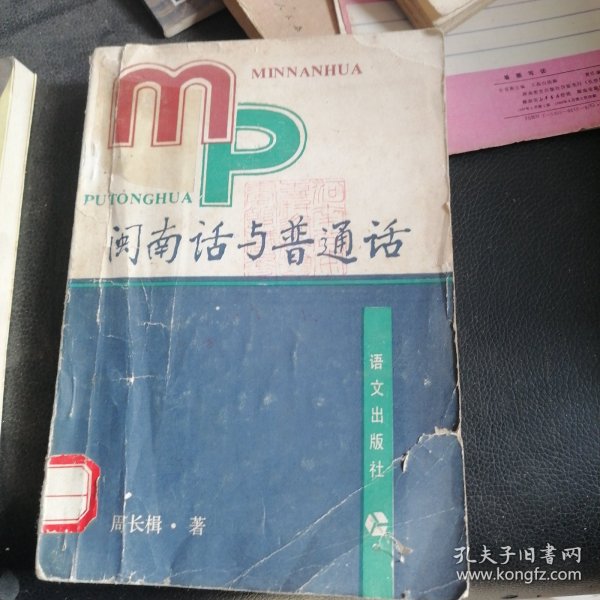 MP
MINNANHUA
PUTONGHUA
闽南话与普通话
语文出版社
周长楫·著
孔夫子旧书网
www.kongfz.com